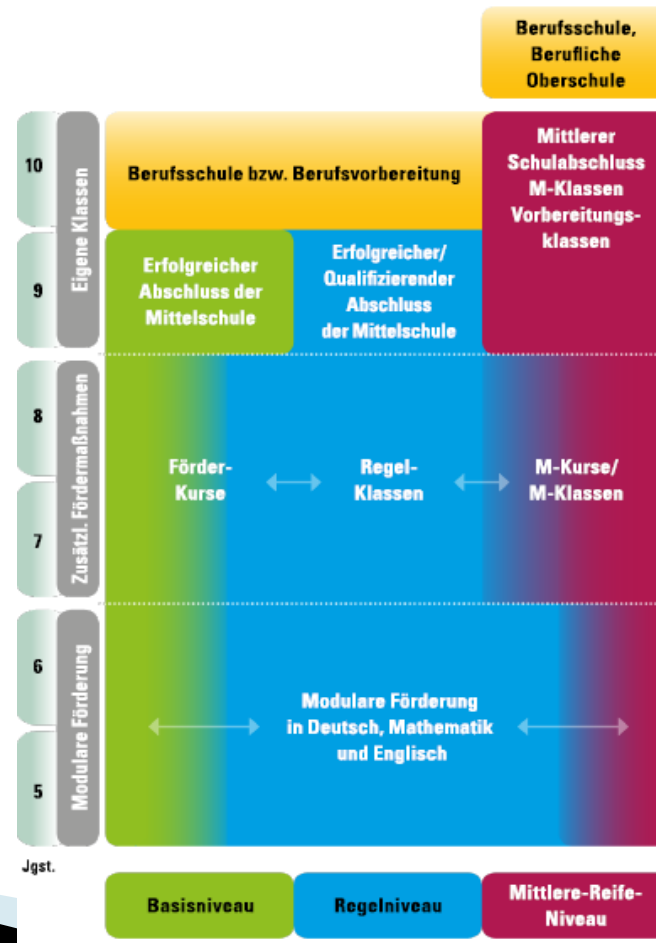 Berufsschule,
Berufliche
Oberschule
10
Eigene Klassen
Berufsschule bzw. Berufsvorbereitung
Mittlerer
Schulabschluss
M-Klassen
Vorbereitungs-
klassen
9
Erfolgreicher
Abschluss der
Mittelschule
Erfolgreicher/
Qualifizierender
Abschluss
der Mittelschule
8
Zusätzl. Fördermaßnahmen
Förder-
Kurse
Regel-
Klassen
M-Kurse/
M-Klassen
7
6
Modulare Förderung
Modulare Förderung
in Deutsch, Mathematik
und Englisch
5
Jgst.
Basisniveau
Regelniveau
Mittlere-Reife-
Niveau